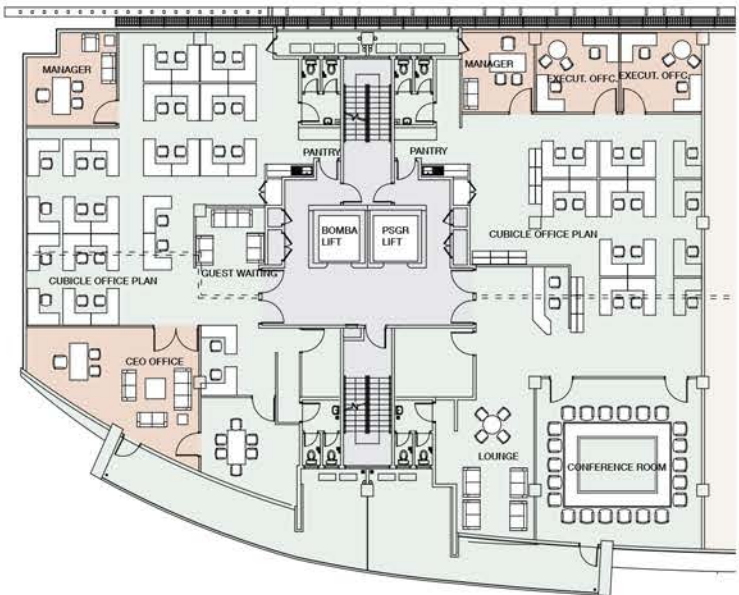 MANAGER
MANAGER
EXECUT. OFFC.
EXECUT. OFFC.
PANTRY
PANTRY
BOMBA
LIFT
PSGR
LIFT
CUBICLE OFFICE PLAN
GUEST WAITING
CUBICLE OFFICE PLAN
CEO OFFICE
LOUNGE
CONFERENCE ROOM